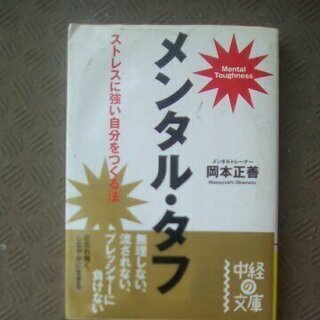 Mental
Toughness
メンタル・タフ
ストレスに強い自分をつくる法
メンタルトレーナー
岡本正善
Masayoshi Okamoto
無理しない、
流されない、
プレッシャーに
負けない
中経の文庫